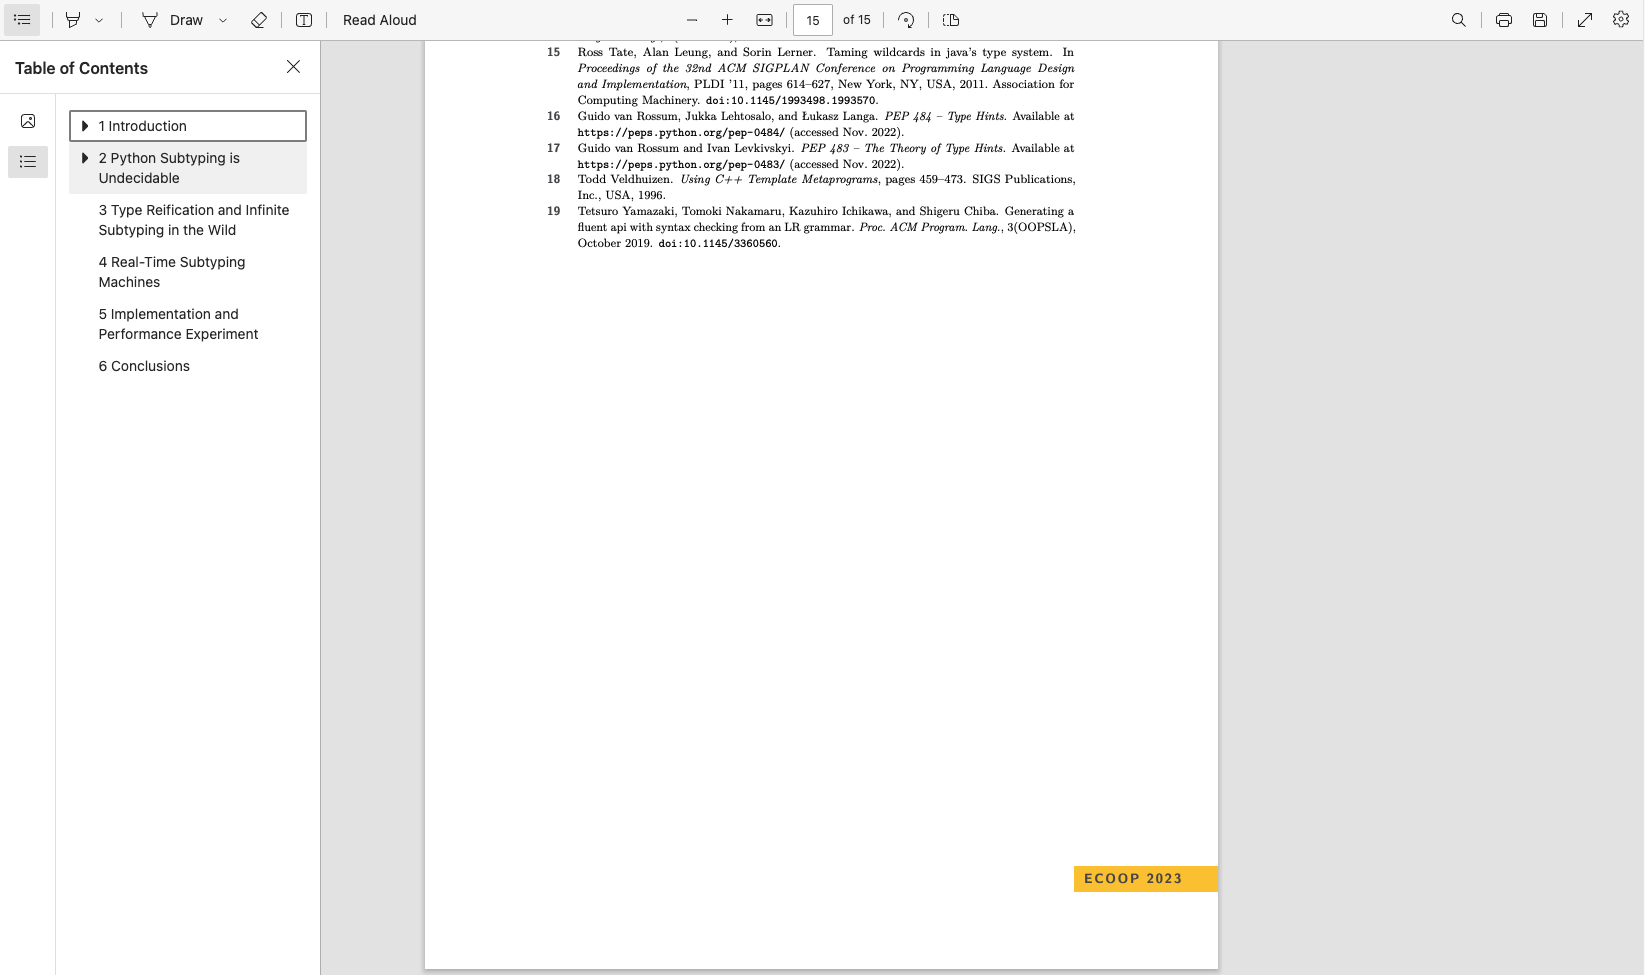 Draw
Read Aloud
15
of 15
Table of Contents
1 Introduction
2 Python Subtyping is
Undecidable
3 Type Reification and Infinite
Subtyping in the Wild
4 Real-Time Subtyping
Machines
5 Implementation and
Performance Experiment
6 Conclusions
15 Ross Tate, Alan Leung, and Sorin Lerner. Taming wildcards in java's type system. In
Proceedings of the 32nd ACM SIGPLAN Conference on Programming Language Design
and Implementation, PLDI '11, pages 614–627, New York, NY, USA, 2011. Association for
Computing Machinery. doi:10.1145/1993498.1993570.
16 Guido van Rossum, Jukka Lehtosalo, and Łukasz Langa. PEP 484 – Type Hints. Available at
https://peps.python.org/pep-0484/ (accessed Nov. 2022).
17 Guido van Rossum and Ivan Levkivskyi. PEP 483 – The Theory of Type Hints. Available at
https://peps.python.org/pep-0483/ (accessed Nov. 2022).
18 Todd Veldhuizen. Using C++ Template Metaprograms, pages 459–473. SIGS Publications,
Inc., USA, 1996.
19 Tetsuro Yamazaki, Tomoki Nakamaru, Kazuhiro Ichikawa, and Shigeru Chiba. Generating a
fluent api with syntax checking from an LR grammar. Proc. ACM Program. Lang., 3(OOPSLA),
October 2019. doi:10.1145/3360560.
ECOOP 2023